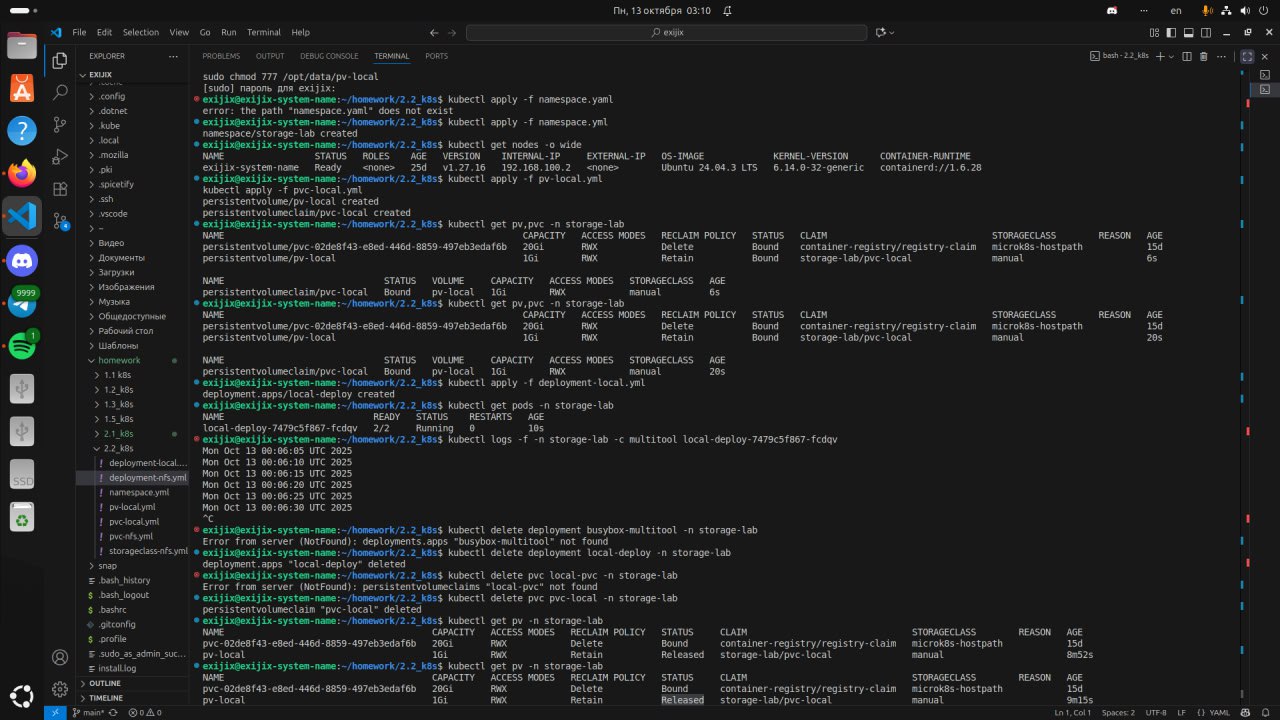 Пн, 13 октября 03:10
en
File Edit Selection View Go Run Terminal Help
exijix
EXPLORER
PROBLEMS OUTPUT DEBUG CONSOLE TERMINAL PORTS
bash - 2.2_k8s
EXIJIX
.config
.dotnet
.kube
.local
.mozilla
.pki
.spicetify
.ssh
.vscode
~
Видео
Документы
Загрузки
Изображения
Музыка
Общедоступные
Рабочий стол
Шаблоны
homework
1.1 k8s
1.2_k8s
1.3_k8s
1.5_k8s
2.1_k8s
2.2_k8s
deployment-local....
deployment-nfs.yml
namespace.yml
pv-local.yml
pvc-local.yml
pvc-nfs.yml
storageclass-nfs.yml
snap
.bash_history
.bash_logout
.bashrc
.gitconfig
.profile
.sudo_as_admin_suc...
install.log
OUTLINE
TIMELINE
4
9999
1
SSD
sudo chmod 777 /opt/data/pv-local
[sudo] пароль для exijix:
exijix@exijix-system-name:~/homework/2.2_k8s$ kubectl apply -f namespace.yaml
error: the path "namespace.yaml" does not exist
exijix@exijix-system-name:~/homework/2.2_k8s$ kubectl apply -f namespace.yml
namespace/storage-lab created
exijix@exijix-system-name:~/homework/2.2_k8s$ kubectl get nodes -o wide
NAME STATUS ROLES AGE VERSION INTERNAL-IP EXTERNAL-IP OS-IMAGE KERNEL-VERSION CONTAINER-RUNTIME
exijix-system-name Ready <none> 25d v1.27.16 192.168.100.2 <none> Ubuntu 24.04.3 LTS 6.14.0-32-generic containerd://1.6.28
exijix@exijix-system-name:~/homework/2.2_k8s$ kubectl apply -f pv-local.yml
kubectl apply -f pvc-local.yml
persistentvolume/pv-local created
persistentvolumeclaim/pvc-local created
exijix@exijix-system-name:~/homework/2.2_k8s$ kubectl get pv,pvc -n storage-lab
NAME CAPACITY ACCESS MODES RECLAIM POLICY STATUS CLAIM STORAGECLASS REASON AGE
persistentvolume/pvc-02de8f43-e8ed-446d-8859-497eb3edaf6b 20Gi RWX Delete Bound container-registry/registry-claim microk8s-hostpath 15d
persistentvolume/pv-local 1Gi RWX Retain Bound storage-lab/pvc-local manual 6s
NAME STATUS VOLUME CAPACITY ACCESS MODES STORAGECLASS AGE
persistentvolumeclaim/pvc-local Bound pv-local 1Gi RWX manual 6s
exijix@exijix-system-name:~/homework/2.2_k8s$ kubectl get pv,pvc -n storage-lab
NAME CAPACITY ACCESS MODES RECLAIM POLICY STATUS CLAIM STORAGECLASS REASON AGE
persistentvolume/pvc-02de8f43-e8ed-446d-8859-497eb3edaf6b 20Gi RWX Delete Bound container-registry/registry-claim microk8s-hostpath 15d
persistentvolume/pv-local 1Gi RWX Retain Bound storage-lab/pvc-local manual 20s
NAME STATUS VOLUME CAPACITY ACCESS MODES STORAGECLASS AGE
persistentvolumeclaim/pvc-local Bound pv-local 1Gi RWX manual 20s
exijix@exijix-system-name:~/homework/2.2_k8s$ kubectl apply -f deployment-local.yml
deployment.apps/local-deploy created
exijix@exijix-system-name:~/homework/2.2_k8s$ kubectl get pods -n storage-lab
NAME READY STATUS RESTARTS AGE
local-deploy-7479c5f867-fcdqv 2/2 Running 0 10s
exijix@exijix-system-name:~/homework/2.2_k8s$ kubectl logs -f -n storage-lab -c multitool local-deploy-7479c5f867-fcdqv
Mon Oct 13 00:06:05 UTC 2025
Mon Oct 13 00:06:10 UTC 2025
Mon Oct 13 00:06:15 UTC 2025
Mon Oct 13 00:06:20 UTC 2025
Mon Oct 13 00:06:25 UTC 2025
Mon Oct 13 00:06:30 UTC 2025
^C
exijix@exijix-system-name:~/homework/2.2_k8s$ kubectl delete deployment busybox-multitool -n storage-lab
Error from server (NotFound): deployments.apps "busybox-multitool" not found
exijix@exijix-system-name:~/homework/2.2_k8s$ kubectl delete deployment local-deploy -n storage-lab
deployment.apps "local-deploy" deleted
exijix@exijix-system-name:~/homework/2.2_k8s$ kubectl delete pvc local-pvc -n storage-lab
Error from server (NotFound): persistentvolumeclaims "local-pvc" not found
exijix@exijix-system-name:~/homework/2.2_k8s$ kubectl delete pvc pvc-local -n storage-lab
persistentvolumeclaim "pvc-local" deleted
exijix@exijix-system-name:~/homework/2.2_k8s$ kubectl get pv -n storage-lab
NAME CAPACITY ACCESS MODES RECLAIM POLICY STATUS CLAIM STORAGECLASS REASON AGE
pvc-02de8f43-e8ed-446d-8859-497eb3edaf6b 20Gi RWX Delete Bound container-registry/registry-claim microk8s-hostpath 15d
pv-local 1Gi RWX Retain Released storage-lab/pvc-local manual 8m52s
exijix@exijix-system-name:~/homework/2.2_k8s$ kubectl get pv -n storage-lab
NAME CAPACITY ACCESS MODES RECLAIM POLICY STATUS CLAIM STORAGECLASS REASON AGE
pvc-02de8f43-e8ed-446d-8859-497eb3edaf6b 20Gi RWX Delete Bound container-registry/registry-claim microk8s-hostpath 15d
pv-local 1Gi RWX Retain Released storage-lab/pvc-local manual 9m15s
main* 0 0 Ln 1, Col 1 Spaces: 2 UTF-8 LF {} YAML